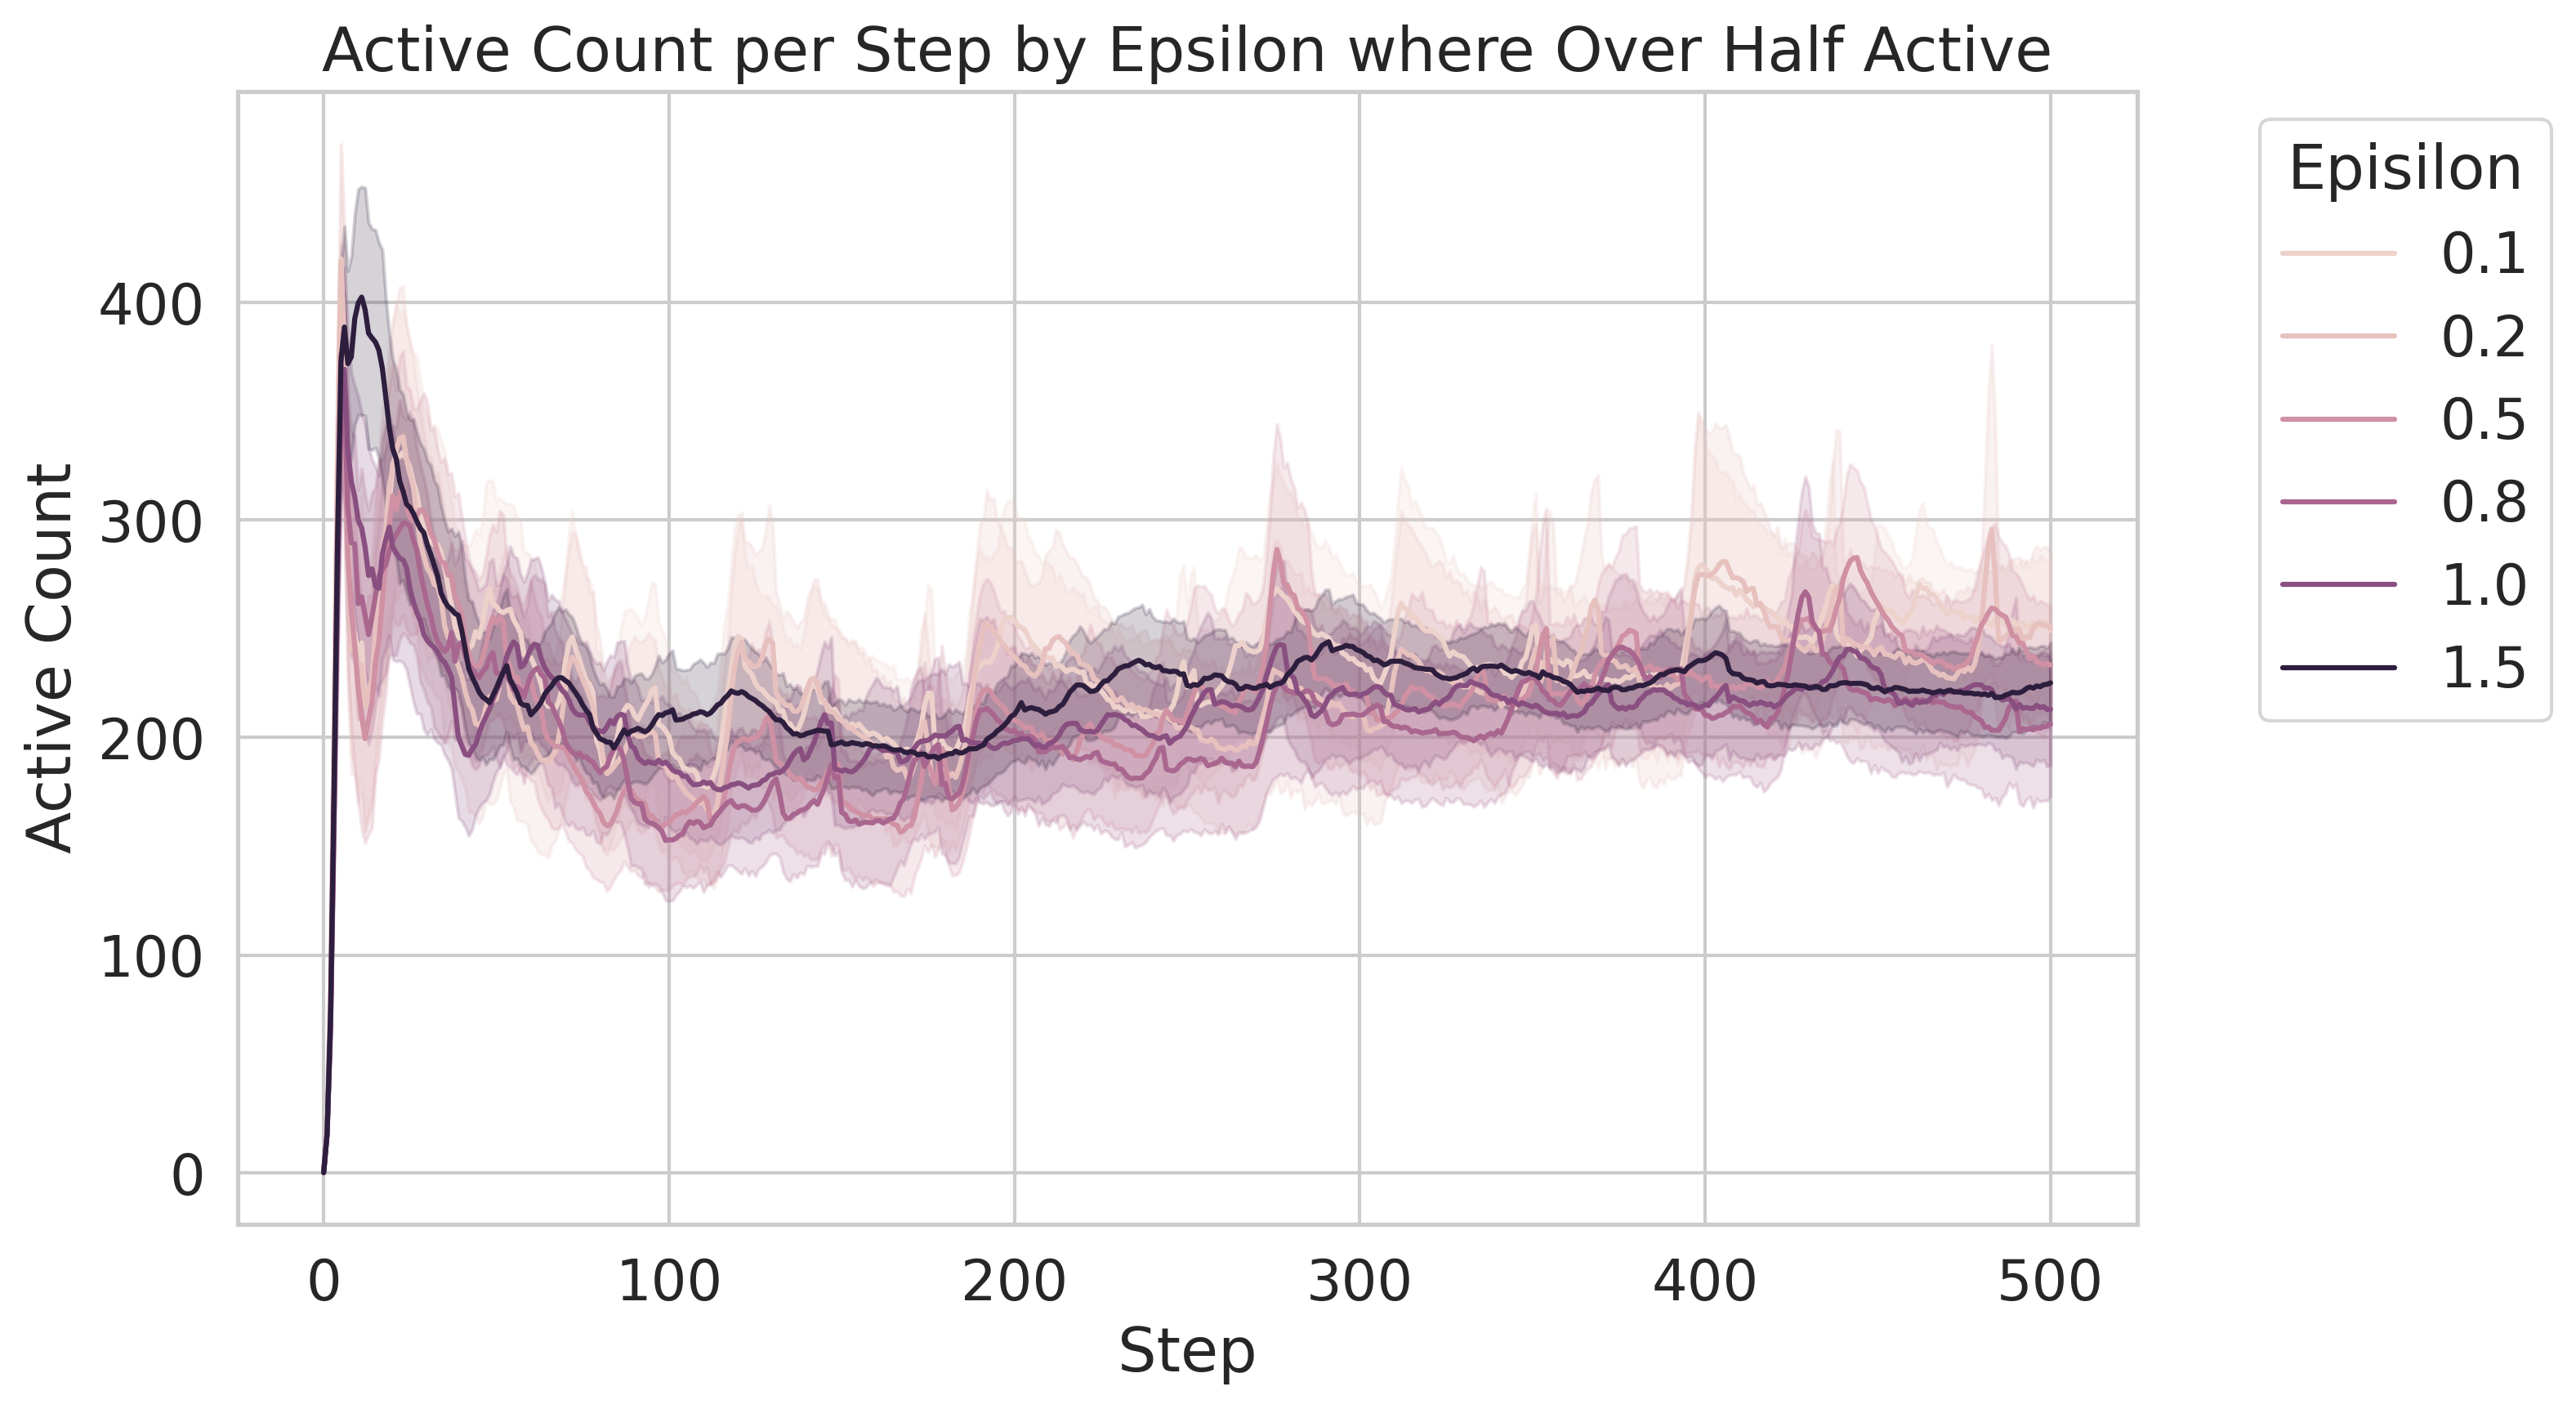 Active Count per Step by Epsilon where Over Half Active
Active Count
400
300
200
100
0
0 100 200 300 400 500
Step
Episilon
0.1
0.2
0.5
0.8
1.0
1.5